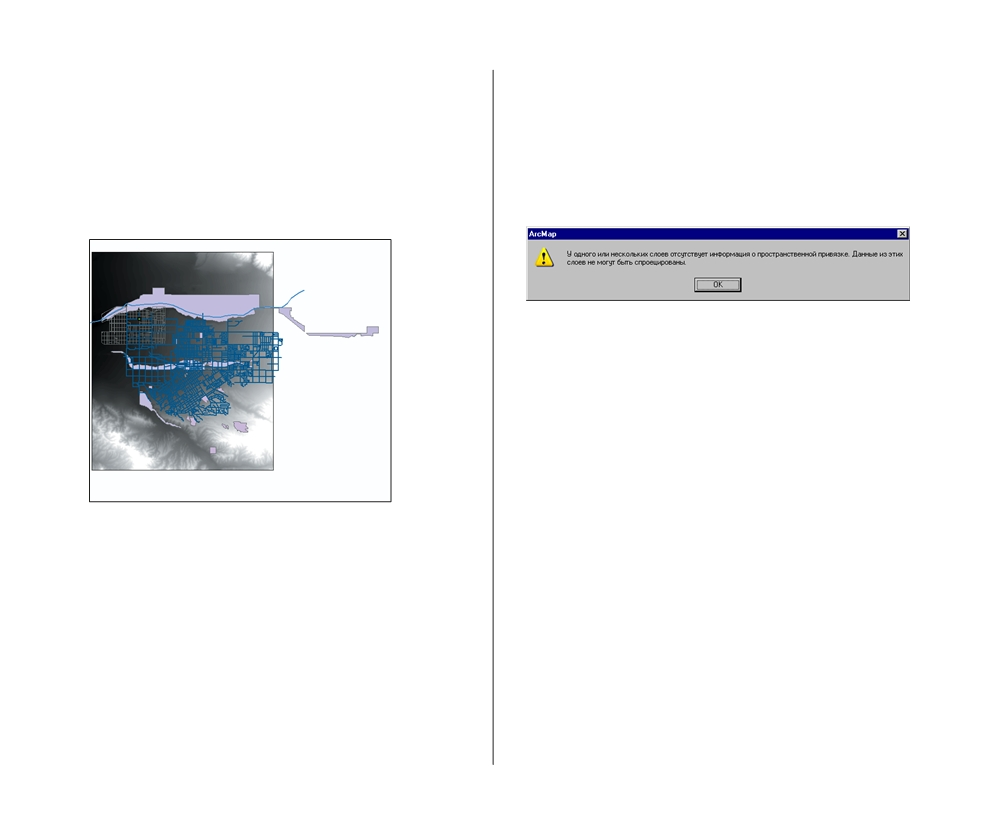 ArcMap
У одного или нескольких слоев отсутствует информация о пространственной привязке. Данные из этих
слоев не могут быть спроецированы.
OK